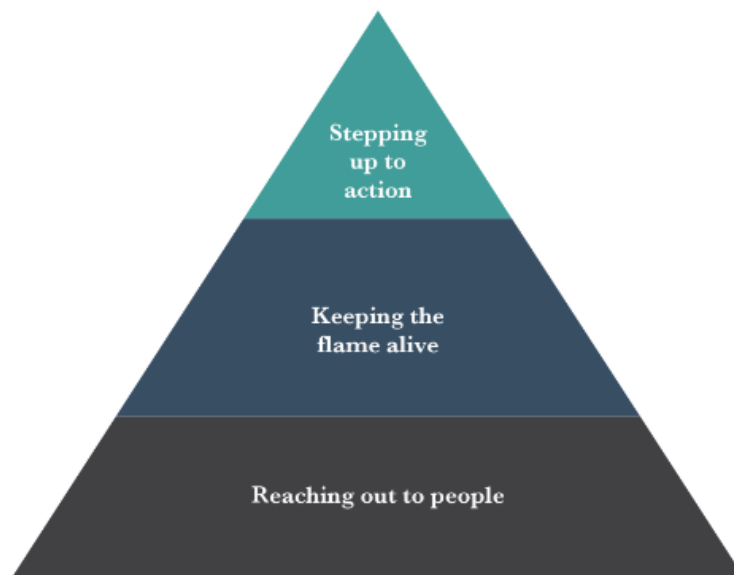 Stepping
up to
action
Keeping the
flame alive
Reaching out to people